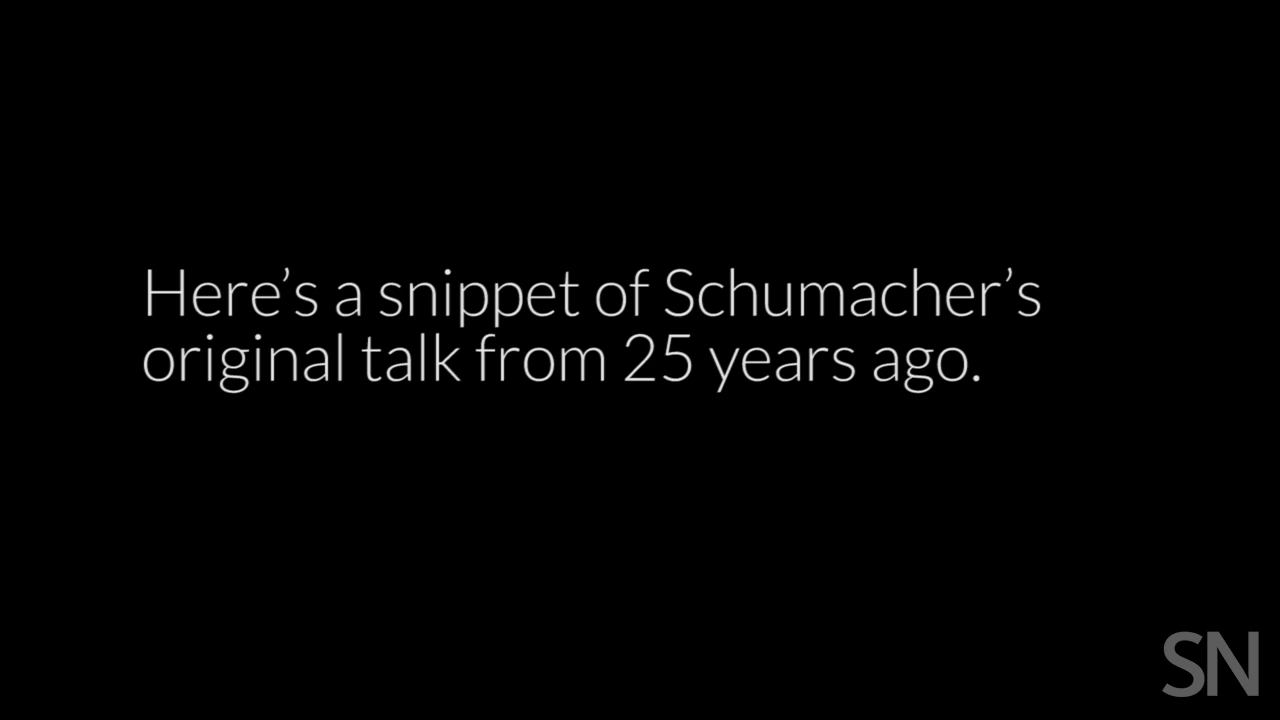 Here’s a snippet of Schumacher’s
original talk from 25 years ago.
SN